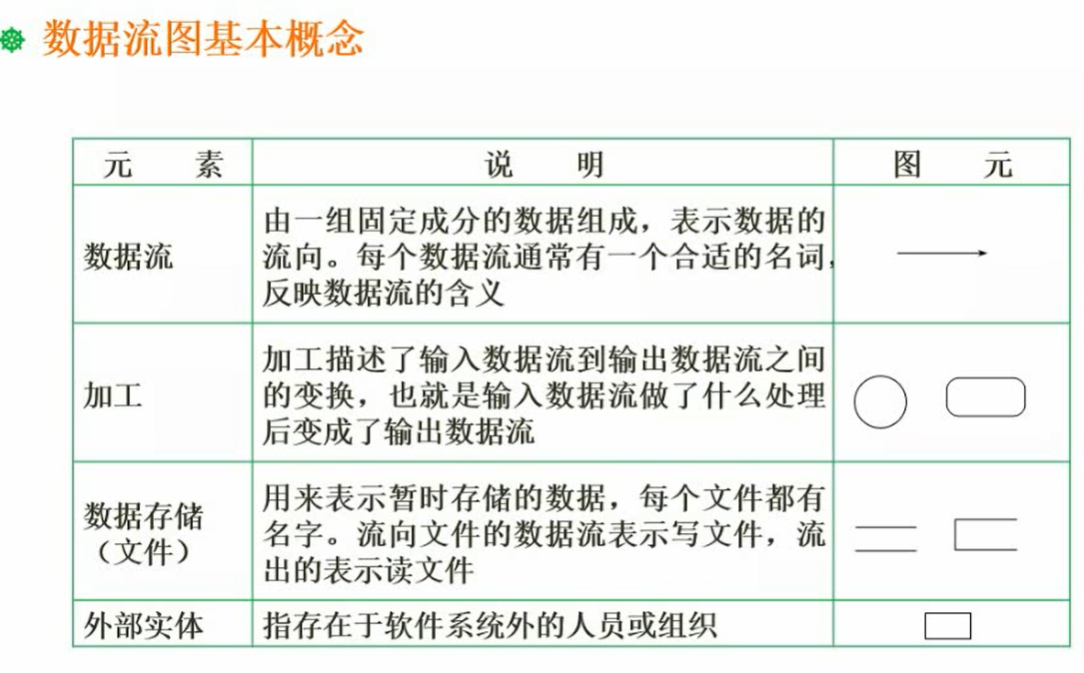 数据流图基本概念
元 素 说 明 图 元
数据流
由一组固定成分的数据组成，表示数据的
流向。每个数据流通常有一个合适的名词，
反映数据流的含义
加工
加工描述了输入数据流到输出数据流之间
的变换，也就是输入数据流做了什么处理
后变成了输出数据流
数据存储
（文件）
用来表示暂时存储的数据，每个文件都有
名字。流向文件的数据流表示写文件，流
出的表示读文件
外部实体
指存在于软件系统外的人员或组织